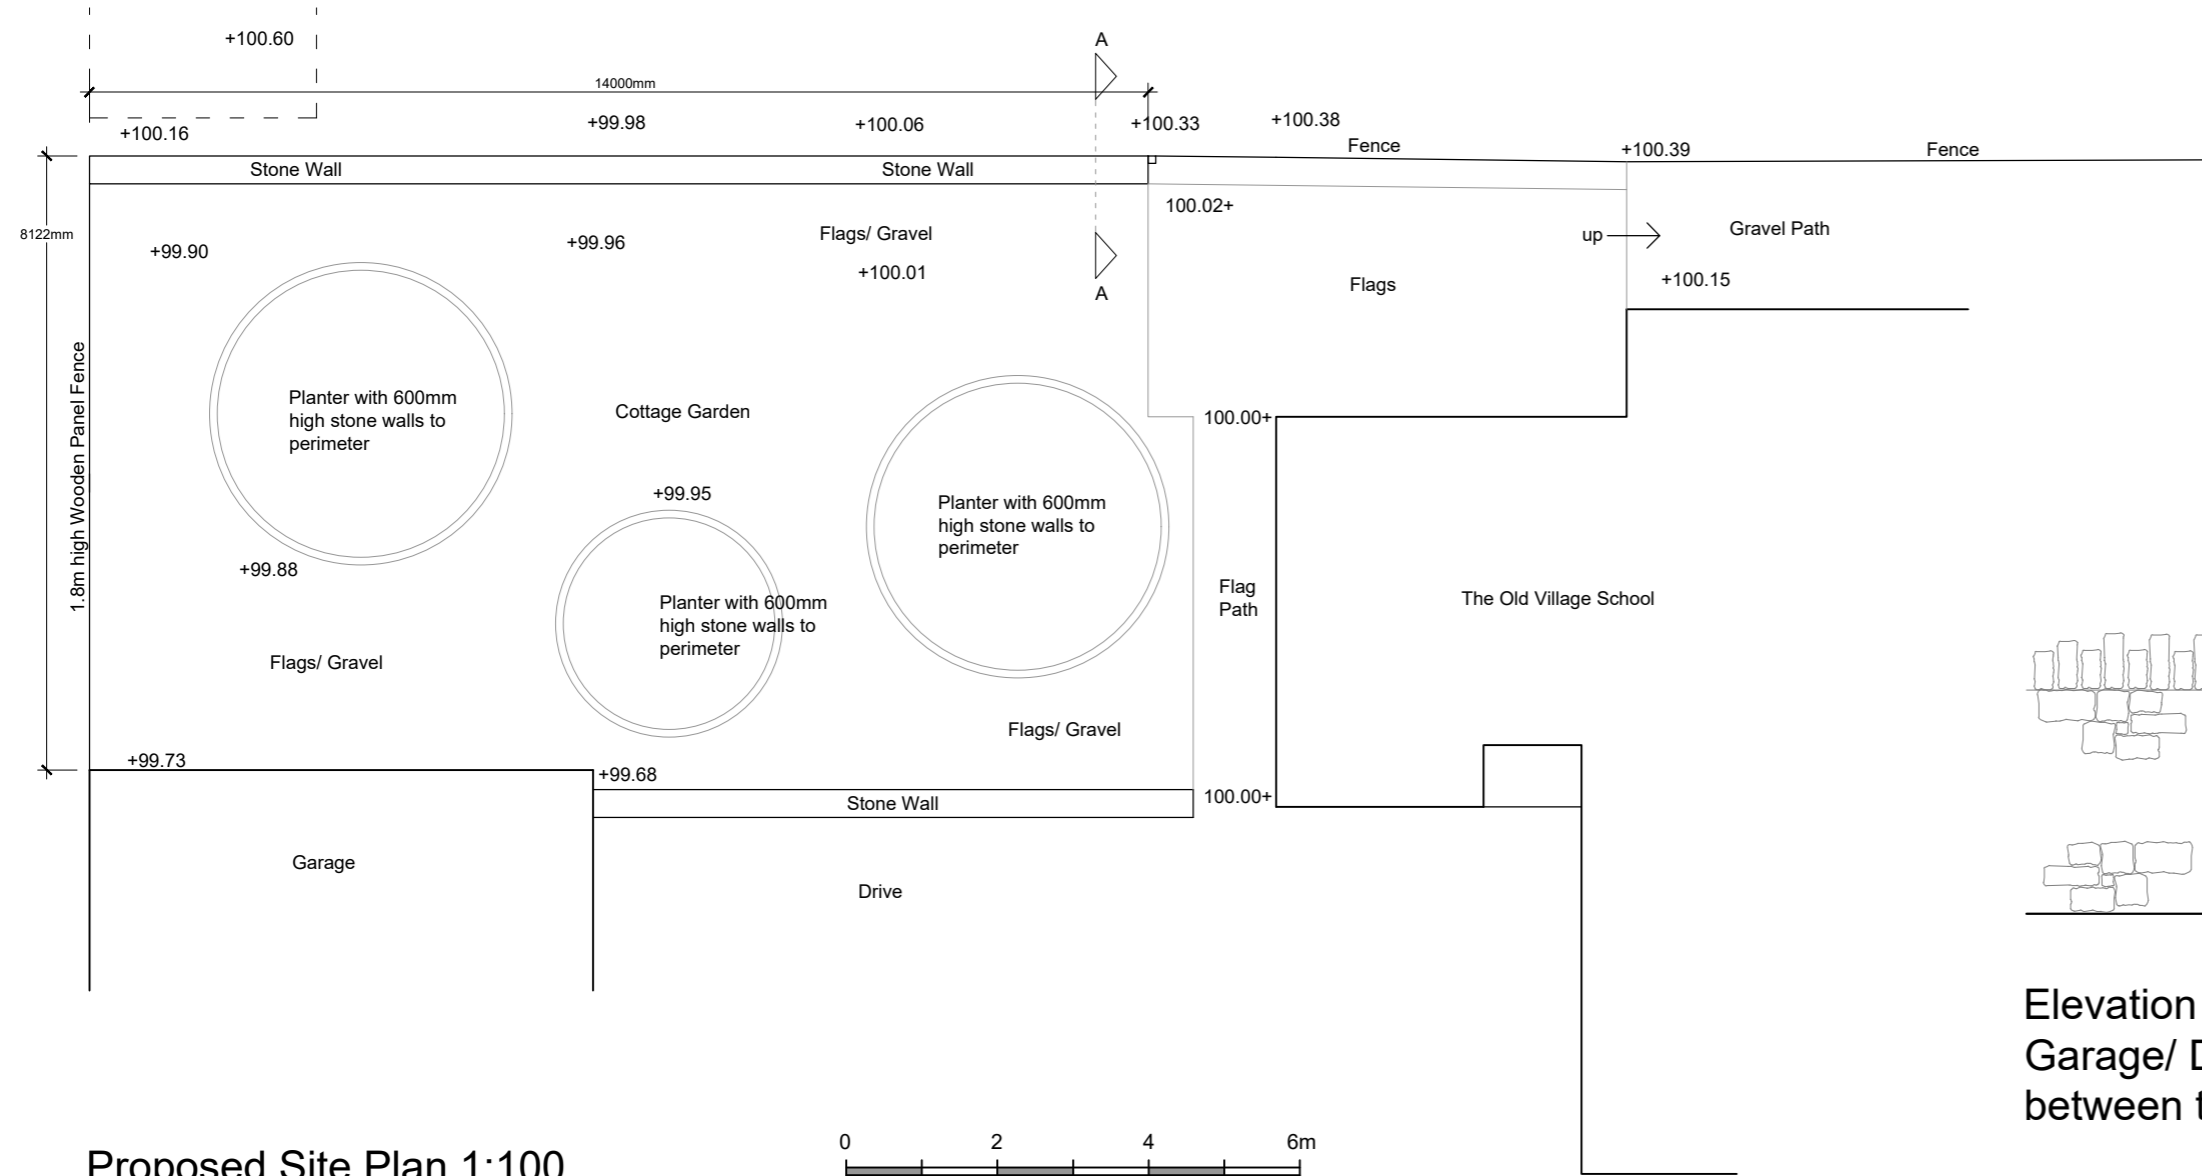 +100.60
A
14000mm
+100.16
+99.98
+100.06
+100.33
+100.38
Fence
+100.39
Fence
Stone Wall
Stone Wall
100.02+
8122mm
+99.90
+99.96
Flags/ Gravel
+100.01
A
up
Gravel Path
+100.15
Flags
1.8m high Wooden Panel Fence
Planter with 600mm
high stone walls to
perimeter
Cottage Garden
100.00+
+99.95
Planter with 600mm
high stone walls to
perimeter
+99.88
Planter with 600mm
high stone walls to
perimeter
Flag
Path
The Old Village School
Flags/ Gravel
Flags/ Gravel
+99.73
+99.68
Stone Wall
100.00+
Garage
Drive
Elevation
Garage/ D
between t
Proposed Site Plan 1:100
0
2
4
6m